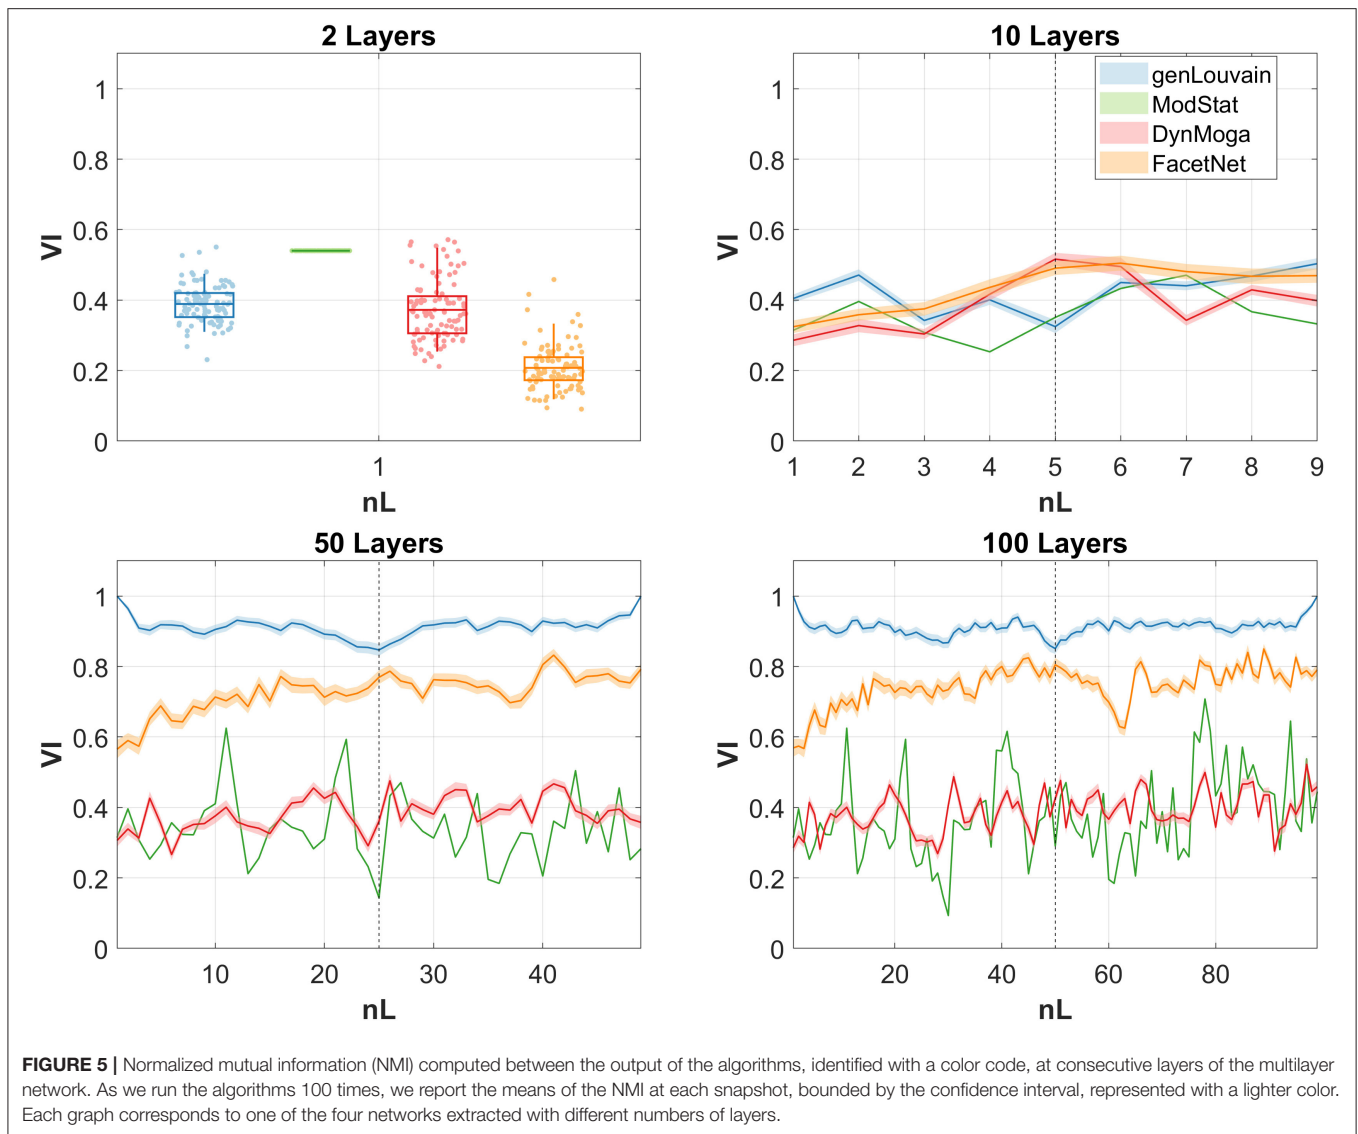 2 Layers
1
0.8
0.6
0.4
0.2
0
VI
1
nL
10 Layers
genLouvain
ModStat
DynMoga
FacetNet
1
0.8
0.6
0.4
0.2
0
VI
1 2 3 4 5 6 7 8 9
nL
50 Layers
1
0.8
0.6
0.4
0.2
0
VI
10 20 30 40
nL
100 Layers
1
0.8
0.6
0.4
0.2
0
VI
20 40 60 80
nL
FIGURE 5 | Normalized mutual information (NMI) computed between the output of the algorithms, identified with a color code, at consecutive layers of the multilayer
network. As we run the algorithms 100 times, we report the means of the NMI at each snapshot, bounded by the confidence interval, represented with a lighter color.
Each graph corresponds to one of the four networks extracted with different numbers of layers.